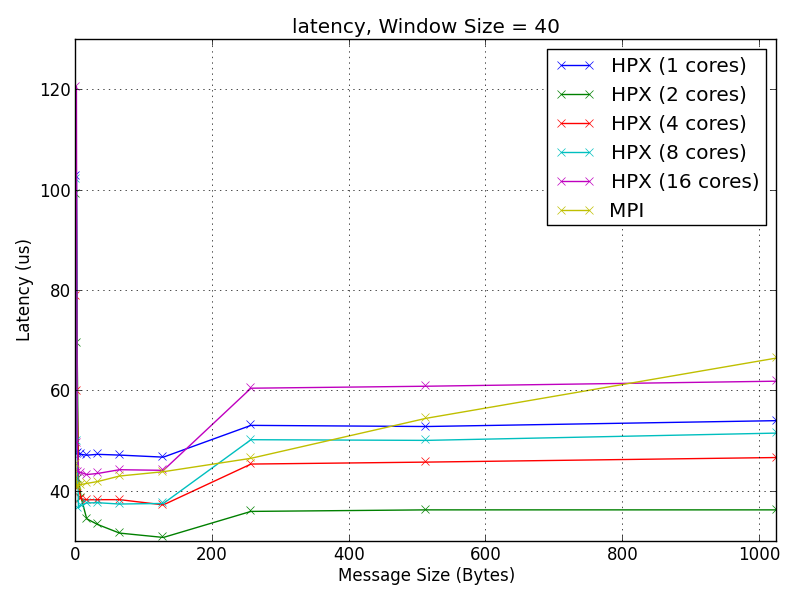 latency, Window Size = 40
HPX (1 cores)
HPX (2 cores)
HPX (4 cores)
HPX (8 cores)
HPX (16 cores)
MPI
Latency (us)
120
100
80
60
40
0 200 400 600 800 1000
Message Size (Bytes)